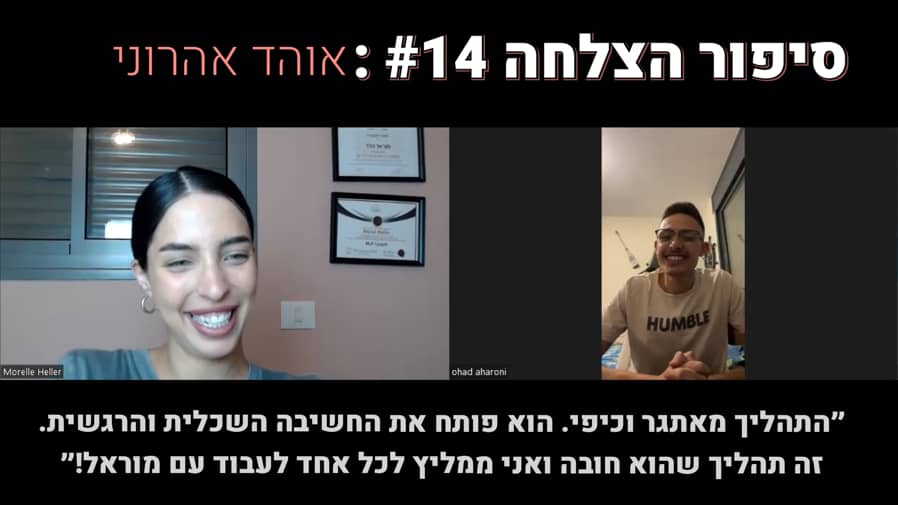 סיפור הצלחה #14: אוהד אהרוני
Morelle Heller
ohad aharoni
HUMBLE
"התהליך מאתגר וכיפי. הוא פותח את החשיבה השכלית והרגשית.
זה תהליך שהוא חובה ואני ממליץ לכל אחד לעבוד עם מוראל!"